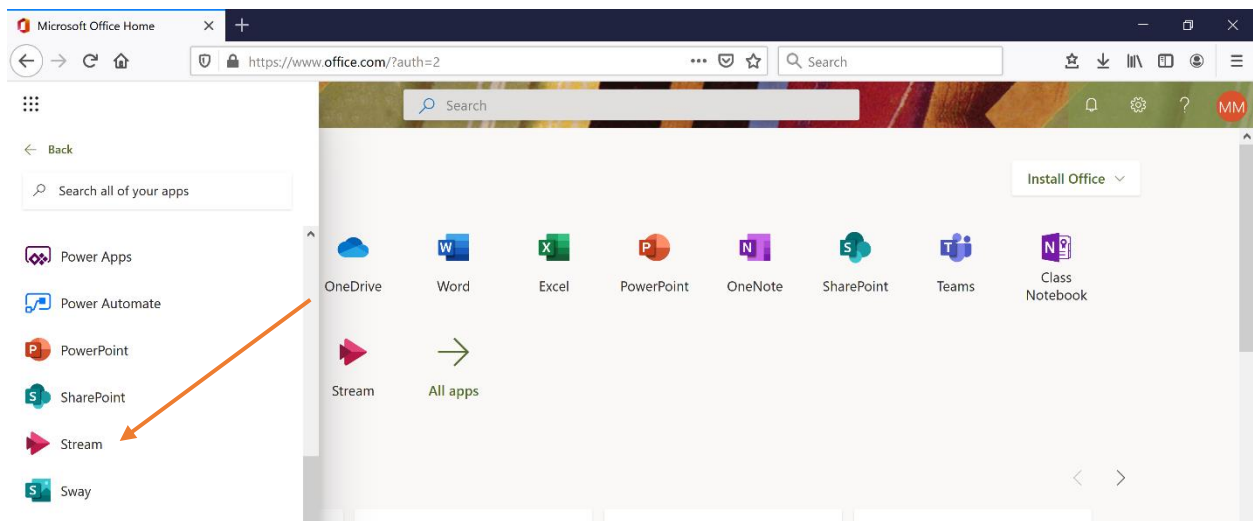 Microsoft Office Home
https://www.office.com/?auth=2
Search
Search
MM
Back
Search all of your apps
Install Office
Power Apps
Power Automate
PowerPoint
SharePoint
Stream
Sway
OneDrive
Word
Excel
PowerPoint
OneNote
SharePoint
Teams
Class
Notebook
Stream
All apps